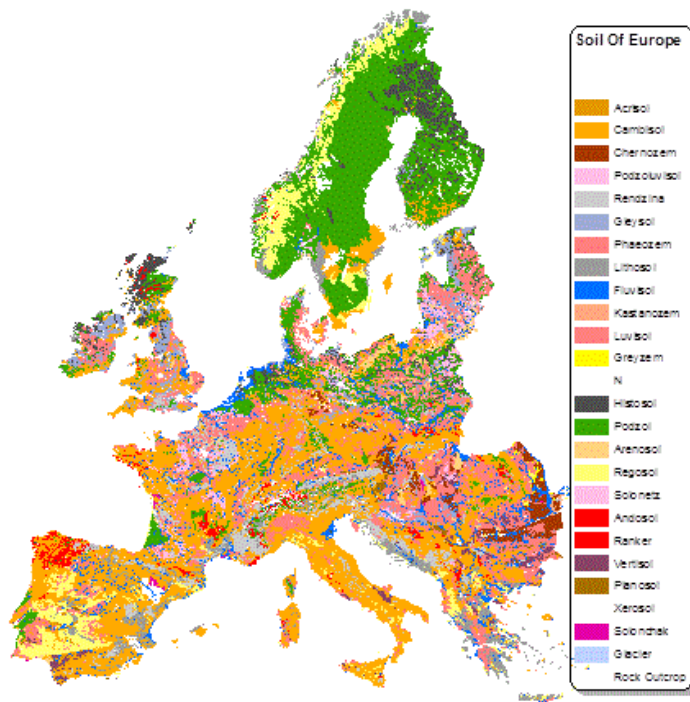 Soil Of Europe
Acrisol
Cambisol
Chernozem
Podzoluvisol
Rendzina
Gleysol
Phaeozem
Lithosol
Fluvisol
Kastanozem
Luvisol
Greyzem
N
Histosol
Podzol
Arenosol
Regosol
Solonetz
Andosol
Ranker
Vertisol
Planosol
Xerosol
Solonchak
Glacier
Rock Outcrop